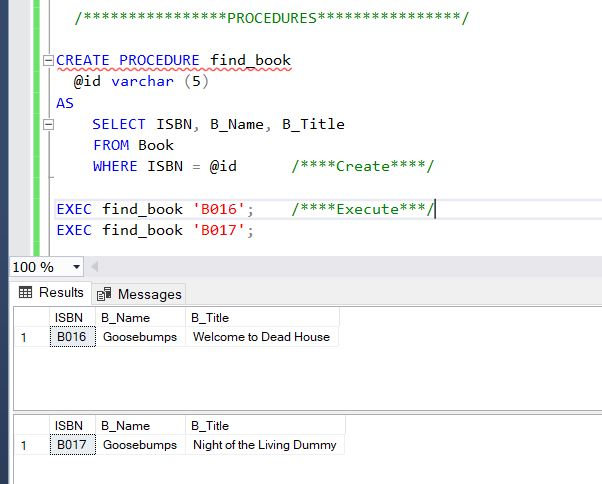 /****************PROCEDURES****************/
CREATE PROCEDURE find_book
@id varchar (5)
AS
SELECT ISBN, B_Name, B_Title
FROM Book
WHERE ISBN = @id /****Create****/
EXEC find_book 'B016'; /****Execute***/
EXEC find_book 'B017';
100 %
Results Messages
ISBN B_Name B_Title
1 B016 Goosebumps Welcome to Dead House
ISBN B_Name B_Title
1 B017 Goosebumps Night of the Living Dummy